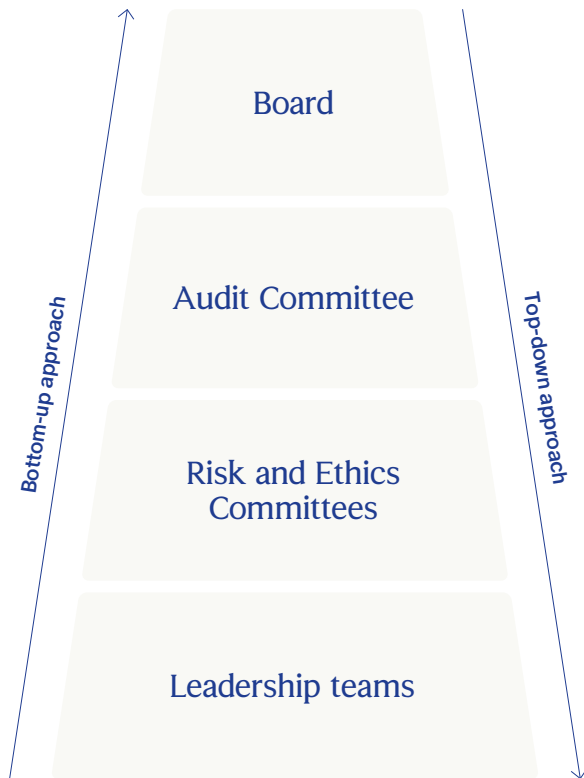 Board
Audit Committee
Bottom-up approach
Top-down approach
Risk and Ethics
Committees
Leadership teams